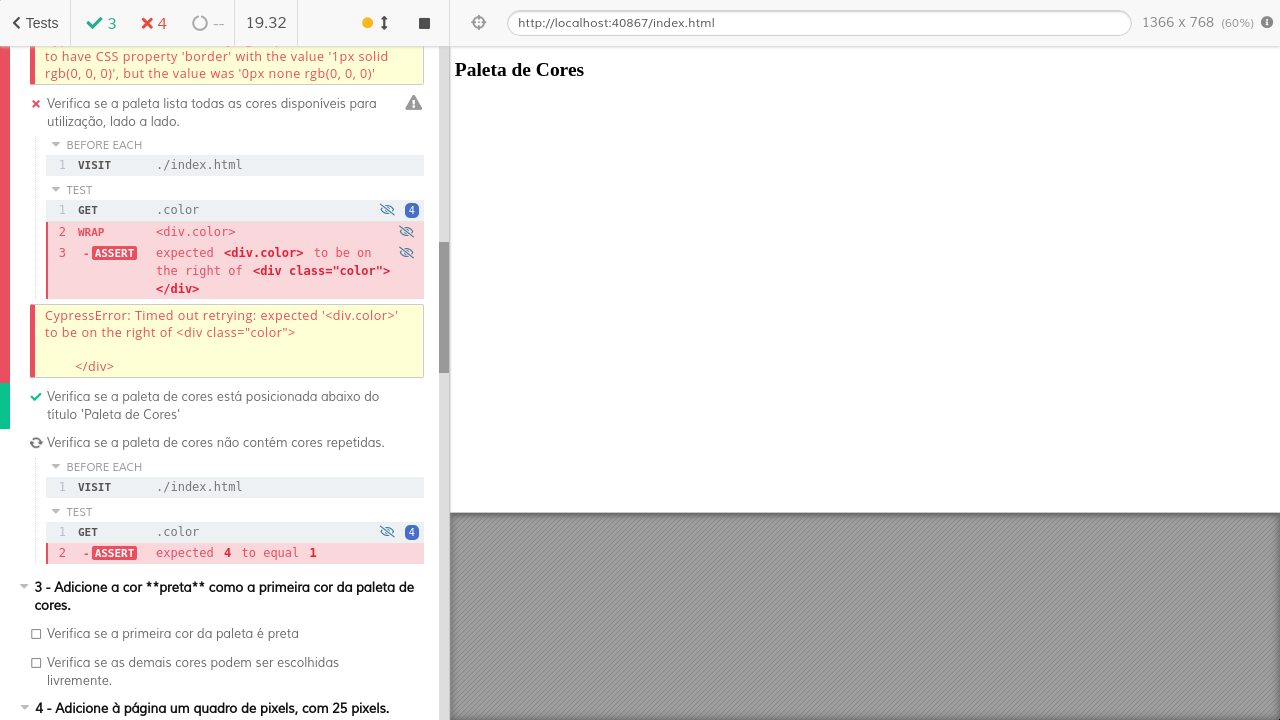 Tests 3 4 -- 19.32
http://localhost:40867/index.html 1366 x 768 (60%)
to have CSS property 'border' with the value '1px solid
rgb(0, 0, 0)', but the value was '0px none rgb(0, 0, 0)'
Verifica se a paleta lista todas as cores disponíveis para
utilização, lado a lado.
BEFORE EACH
1 VISIT ./index.html
TEST
1 GET .color 4
2 WRAP <div.color>
3 -ASSERT expected <div.color> to be on
the right of <div class="color">
</div>
CypressError: Timed out retrying: expected '<div.color>'
to be on the right of <div class="color">
</div>
Verifica se a paleta de cores está posicionada abaixo do
título 'Paleta de Cores'
Verifica se a paleta de cores não contém cores repetidas.
BEFORE EACH
1 VISIT ./index.html
TEST
1 GET .color 4
2 -ASSERT expected 4 to equal 1
3 - Adicione a cor **preta** como a primeira cor da paleta de
cores.
Verifica se a primeira cor da paleta é preta
Verifica se as demais cores podem ser escolhidas
livremente.
4 - Adicione à página um quadro de pixels, com 25 pixels.
Paleta de Cores